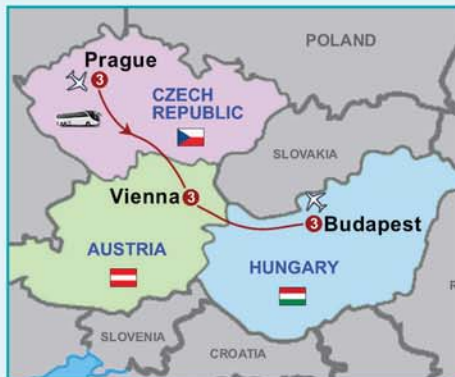 POLAND
Prague
3
CZECH
REPUBLIC
SLOVAKIA
Vienna 3
3 Budapest
AUSTRIA
HUNGARY
SLOVENIA
CROATIA
R